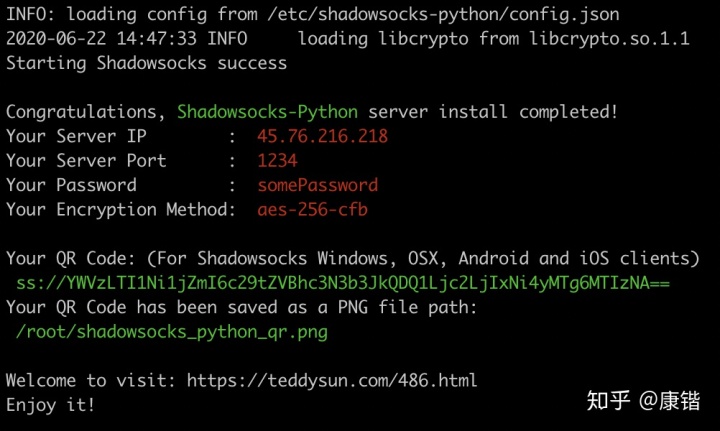 INFO: loading config from /etc/shadowsocks-python/config.json
2020-06-22 14:47:33 INFO     loading libcrypto from libcrypto.so.1.1
Starting Shadowsocks success
Congratulations, Shadowsocks-Python server install completed!
Your Server IP        :  45.76.216.218
Your Server Port      :  1234
Your Password         :  somePassword
Your Encryption Method:  aes-256-cfb
Your QR Code: (For Shadowsocks Windows, OSX, Android and iOS clients)
ss://YWVzLTI1Ni1jZmI6c29tZVBhc3N3b3JkQDQ1Ljc2LjIxNi4yMTg6MTIzNA==
Your QR Code has been saved as a PNG file path:
/root/shadowsocks_python_qr.png
Welcome to visit: https://teddysun.com/486.html
Enjoy it!
知乎 @康锴